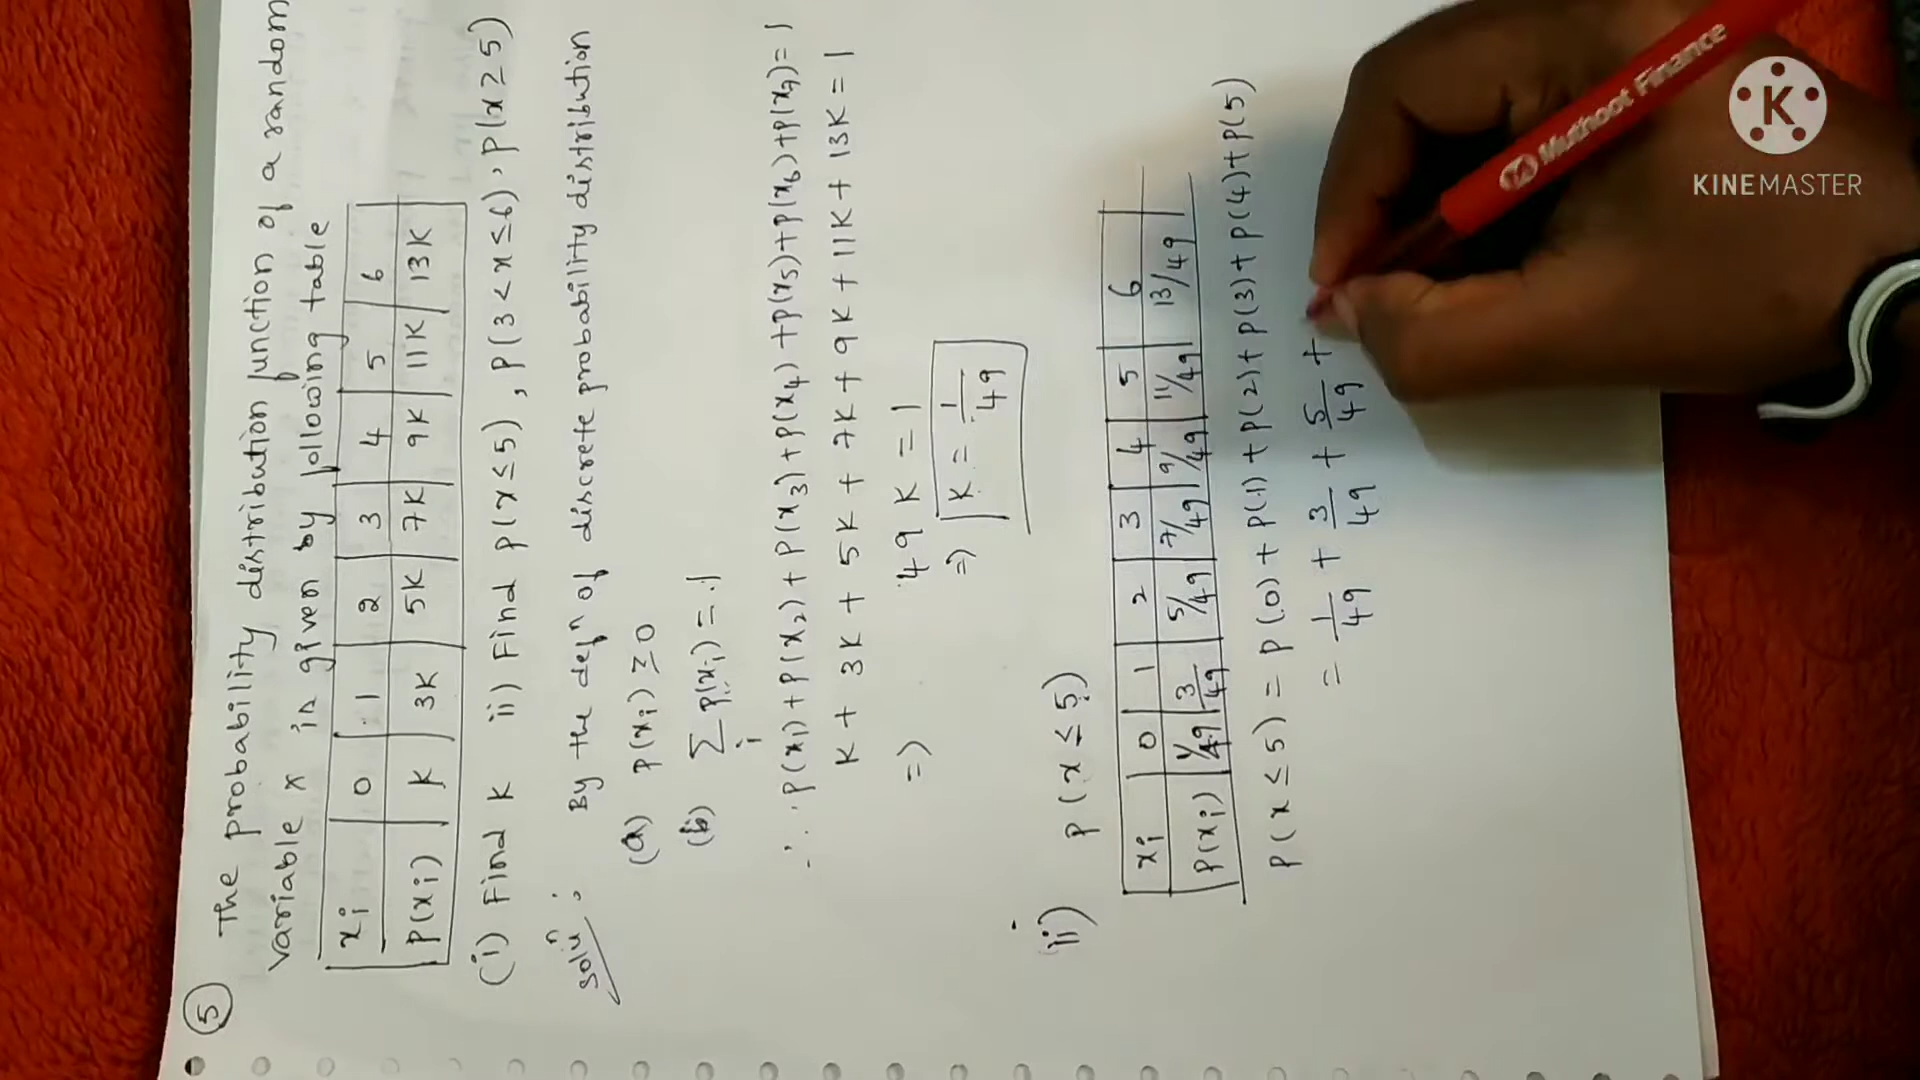 5 The probability distribution function of a random
variable x is given by following table
xi 0 1 2 3 4 5 6
P(xi) K 3K 5K 7K 9K 11K 13K
(i) Find K ii) Find P(x≤5), P(3<x≤6), P(x≥5)
Soluⁿ: By the defⁿ of discrete probability distribution
(a) P(xi) ≥ 0
(b) Σi P(xi) = 1
∴ P(x1)+P(x2)+P(x3)+P(x4)+P(x5)+P(x6)+P(x7)=1
K + 3K + 5K + 7K + 9K + 11K + 13K = 1
=> 49K = 1
=> K = 1/49
ii) P(x≤5)
xi 0 1 2 3 4 5 6
P(xi) 1/49 3/49 5/49 7/49 9/49 11/49 13/49
P(x≤5) = P(0)+P(1)+P(2)+P(3)+P(4)+P(5)
= 1/49 + 3/49 + 5/49 +
Muthoot Finance
K
KINEMASTER